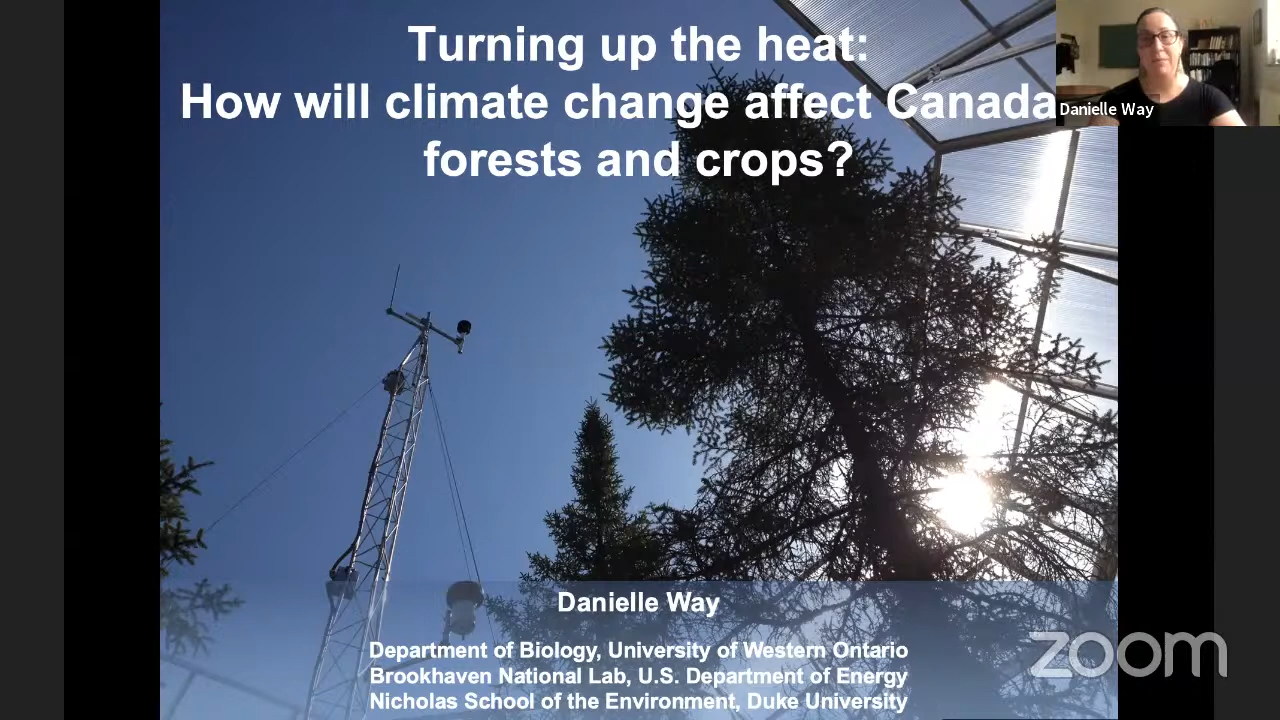 Turning up the heat:
How will climate change affect Canada
forests and crops?
Danielle Way
Danielle Way
Department of Biology, University of Western Ontario
Brookhaven National Lab, U.S. Department of Energy
Nicholas School of the Environment, Duke University
zoom